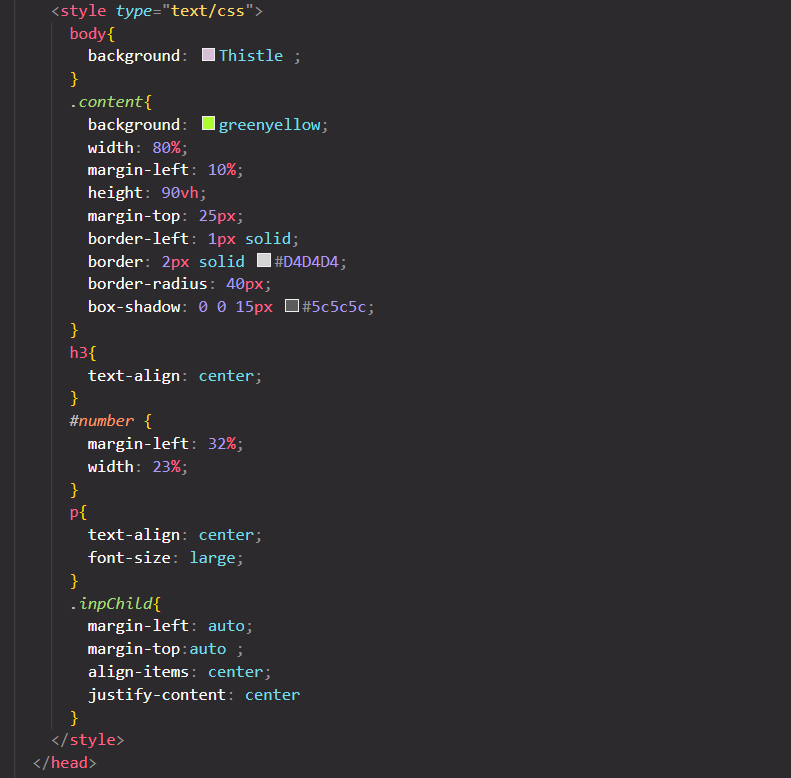 <style type="text/css">
body{
background: Thistle ;
}
.content{
background: greenyellow;
width: 80%;
margin-left: 10%;
height: 90vh;
margin-top: 25px;
border-left: 1px solid;
border: 2px solid #D4D4D4;
border-radius: 40px;
box-shadow: 0 0 15px #5c5c5c;
}
h3{
text-align: center;
}
#number {
margin-left: 32%;
width: 23%;
}
p{
text-align: center;
font-size: large;
}
.inpChild{
margin-left: auto;
margin-top:auto ;
align-items: center;
justify-content: center
}
</style>
</head>